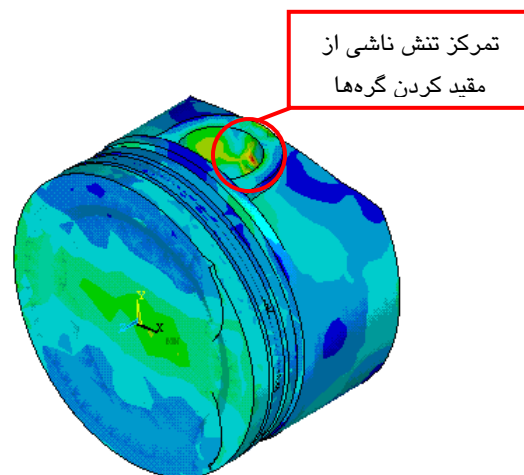 تمرکز تنش ناشی از
مقید کردن گره‌ها
Y
X